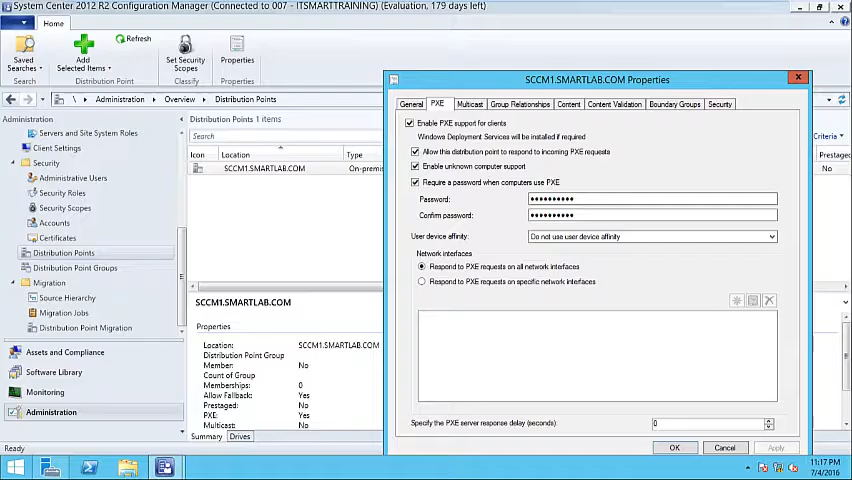 System Center 2012 R2 Configuration Manager (Connected to 007 - ITSMARTTRAINING) (Evaluation, 179 days left)
Home
Saved Searches
Add Selected Items
Refresh
Set Security Scopes
Properties
Distribution Point
Classify
Properties
\ Administration Overview Distribution Points
Administration
Servers and Site System Roles
Client Settings
Security
Administrative Users
Security Roles
Security Scopes
Accounts
Certificates
Distribution Points
Distribution Point Groups
Migration
Source Hierarchy
Migration Jobs
Distribution Point Migration
Assets and Compliance
Software Library
Monitoring
Administration
Ready
Distribution Points 1 items
Search
Criteria
Icon Location Type
Prestaged
SCCM1.SMARTLAB.COM On-premis
No
SCCM1.SMARTLAB.COM
Properties
Location: SCCM1.SMARTLAB.COM
Distribution Point Group
Member: No
Count of Group
Memberships: 0
Allow Fallback: Yes
Prestaged: No
PXE: Yes
Multicast: No
Summary Drives
SCCM1.SMARTLAB.COM Properties
General PXE Multicast Group Relationships Content Content Validation Boundary Groups Security
Enable PXE support for clients
Windows Deployment Services will be installed if required
Allow this distribution point to respond to incoming PXE requests
Enable unknown computer support
Require a password when computers use PXE
Password: ••••••••••
Confirm password: ••••••••••
User device affinity: Do not use user device affinity
Network interfaces
Respond to PXE requests on all network interfaces
Respond to PXE requests on specific network interfaces
Specify the PXE server response delay (seconds): 0
OK Cancel Apply
11:17 PM
7/4/2016